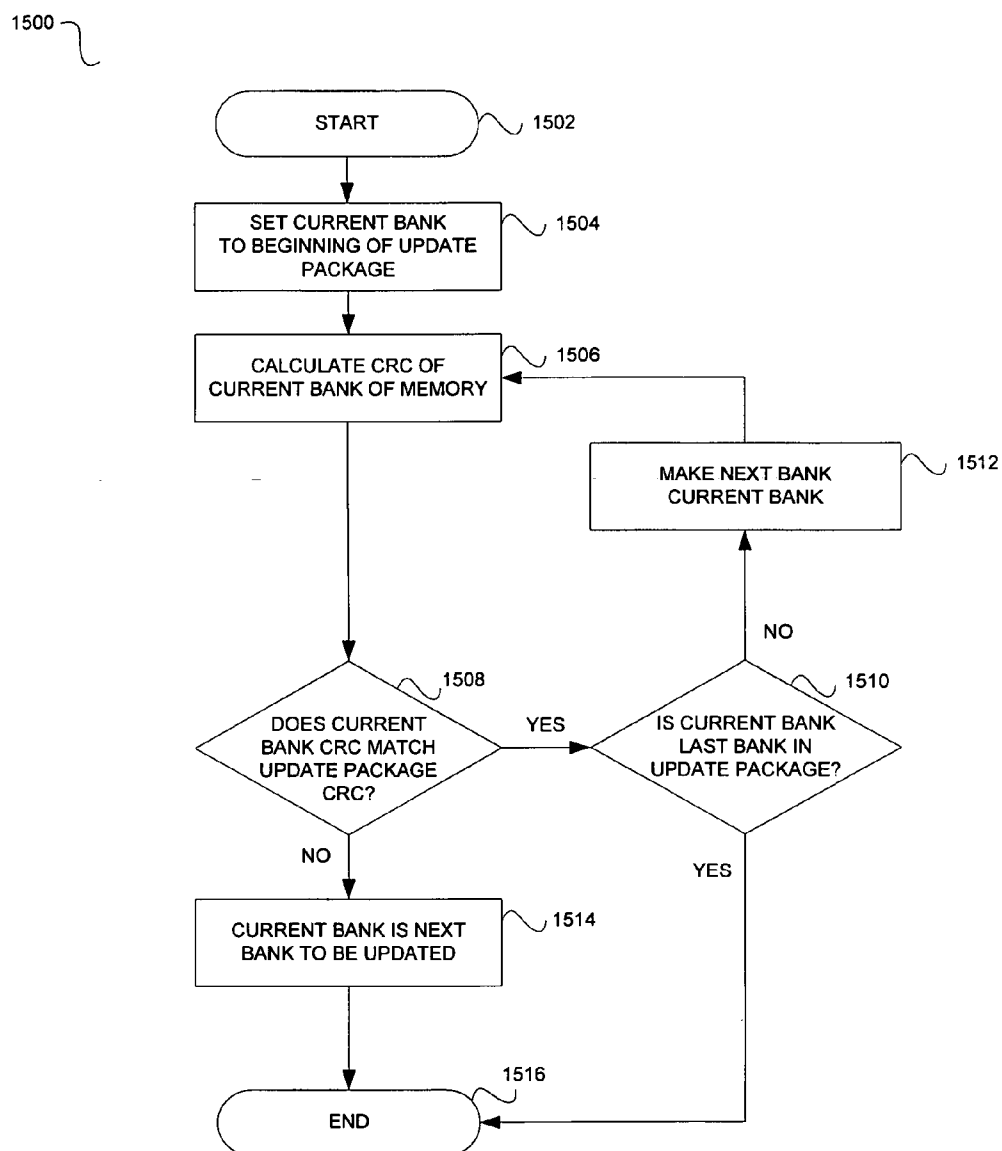 1500
START
1502
SET CURRENT BANK
TO BEGINNING OF UPDATE
PACKAGE
1504
CALCULATE CRC OF
CURRENT BANK OF MEMORY
1506
MAKE NEXT BANK
CURRENT BANK
1512
NO
1508
DOES CURRENT
BANK CRC MATCH
UPDATE PACKAGE
CRC?
YES
1510
IS CURRENT BANK
LAST BANK IN
UPDATE PACKAGE?
NO
YES
CURRENT BANK IS NEXT
BANK TO BE UPDATED
1514
END
1516